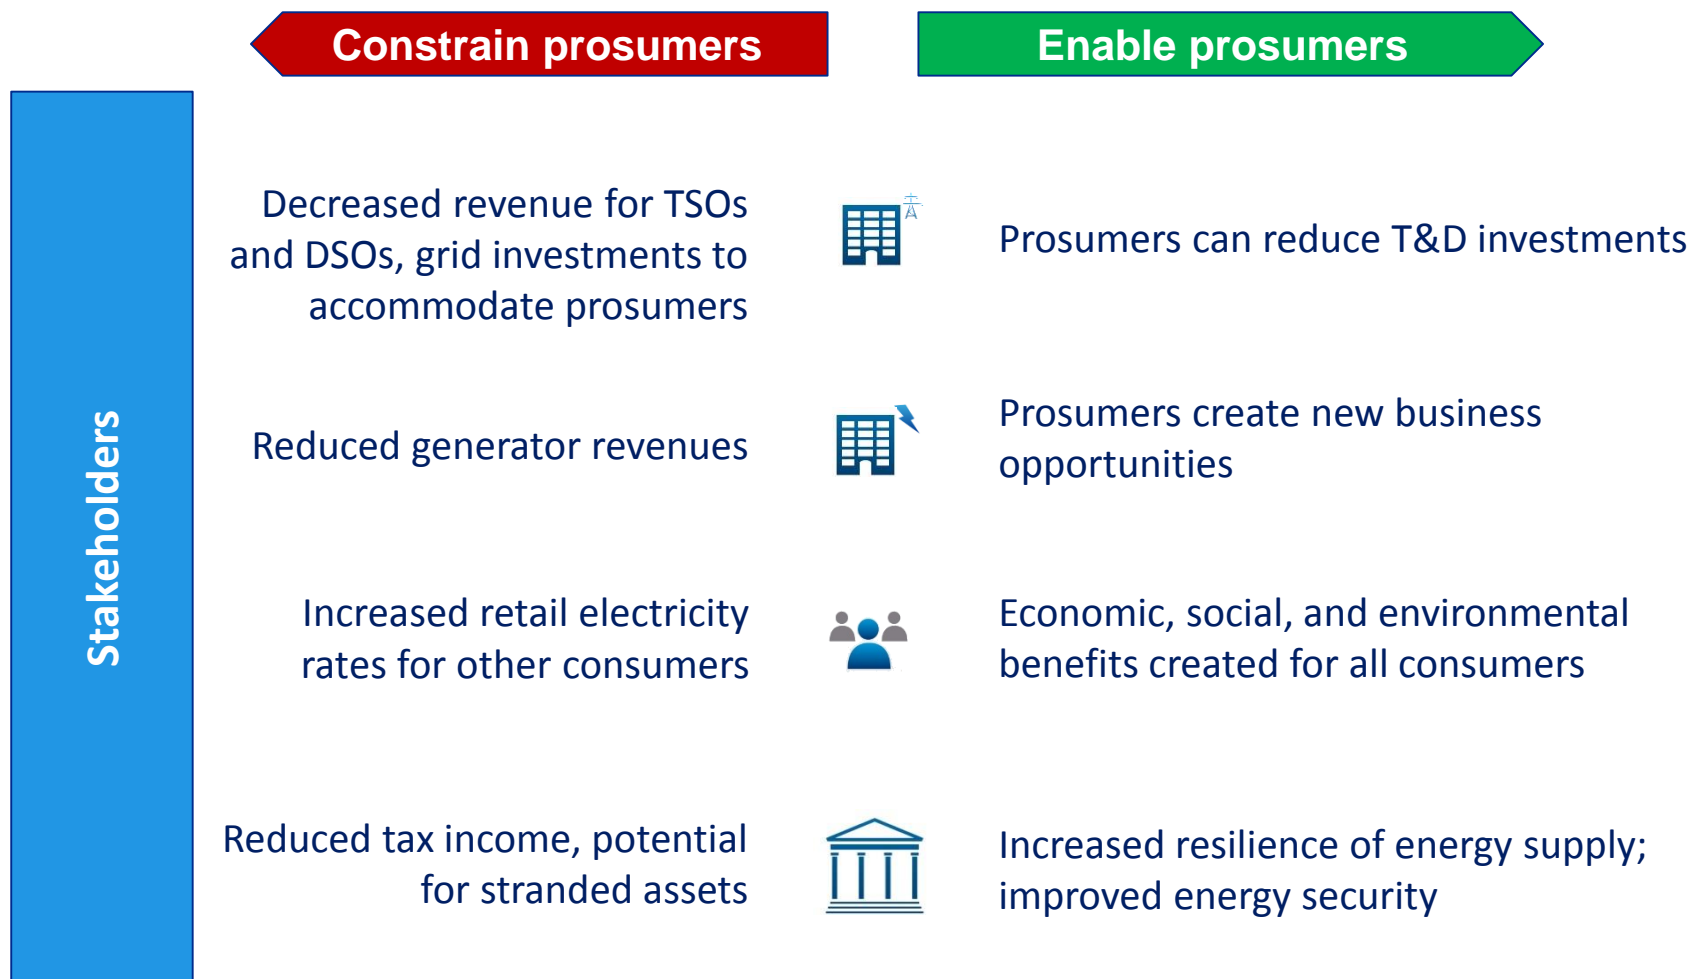 Constrain prosumers
Enable prosumers
Stakeholders
Decreased revenue for TSOs
and DSOs, grid investments to
accommodate prosumers
Prosumers can reduce T&D investments
Reduced generator revenues
Prosumers create new business
opportunities
Increased retail electricity
rates for other consumers
Economic, social, and environmental
benefits created for all consumers
Reduced tax income, potential
for stranded assets
Increased resilience of energy supply;
improved energy security